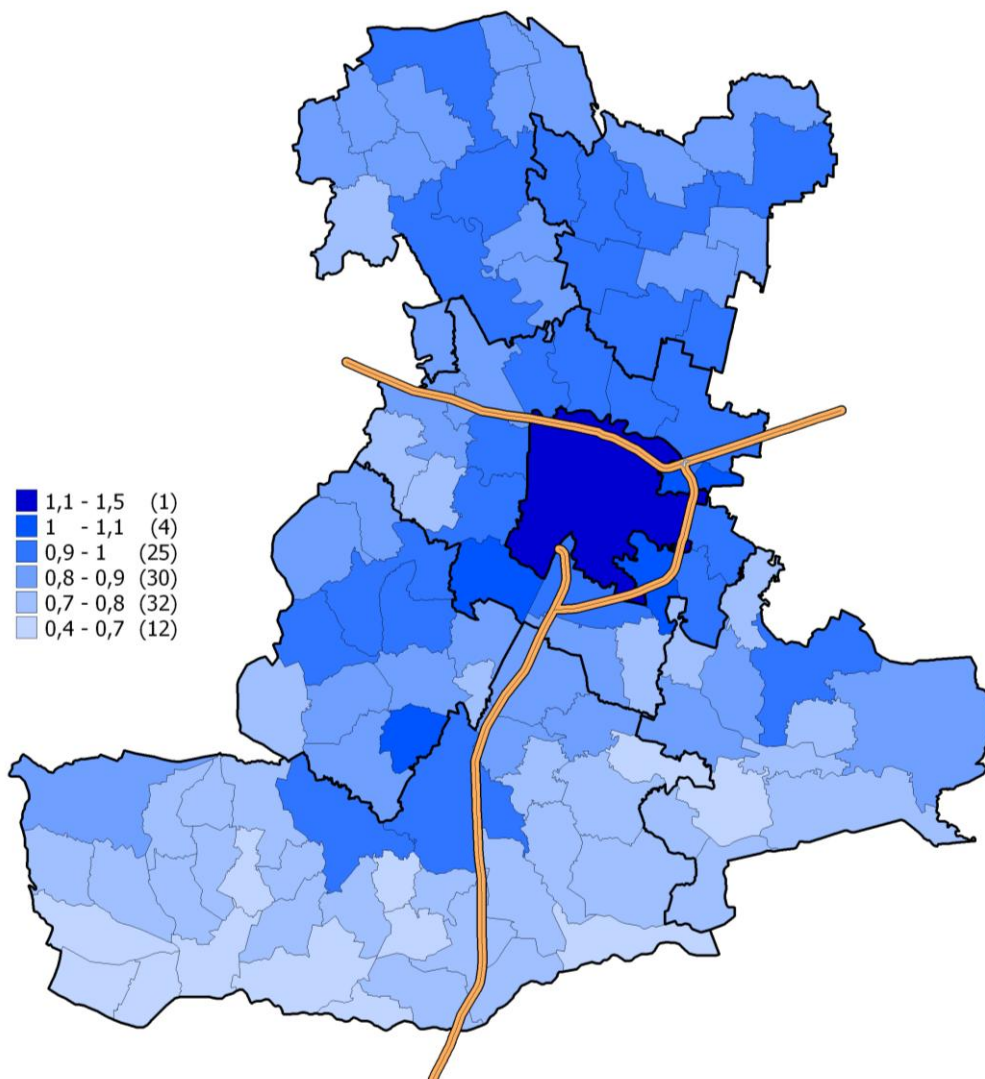 1,1 - 1,5 (1)
1 - 1,1 (4)
0,9 - 1 (25)
0,8 - 0,9 (30)
0,7 - 0,8 (32)
0,4 - 0,7 (12)